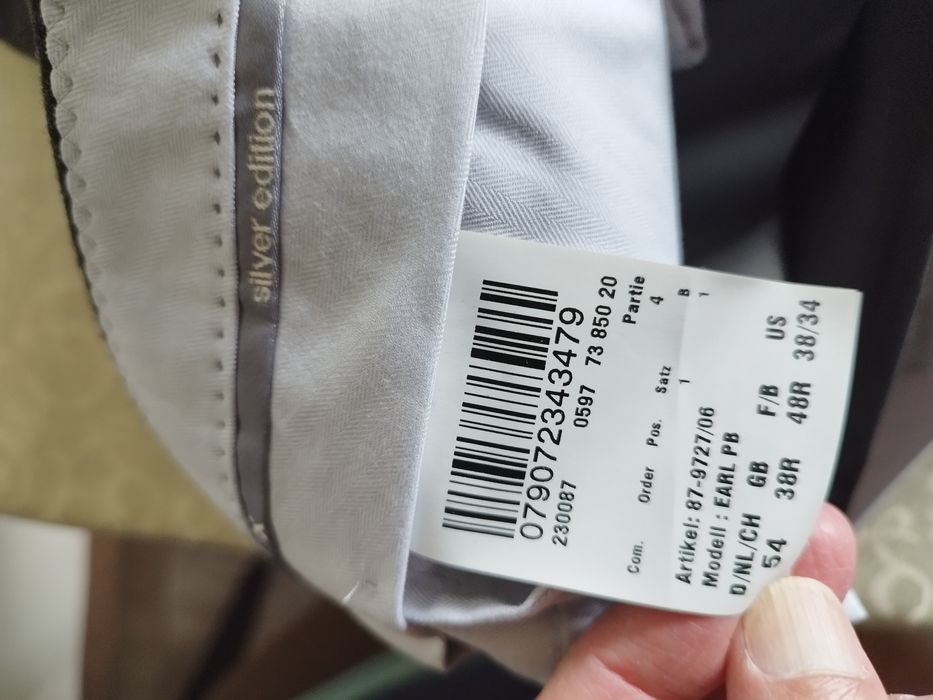 silver edition
0790723343479
230087 0597 73 850 20
Com. Order Pos. Satz Partie
1 4
B
1
Artikel: 87-9727/06
Modell : EARL PB
D/NL/CH GB F/B US
54 38R 48R 38/34